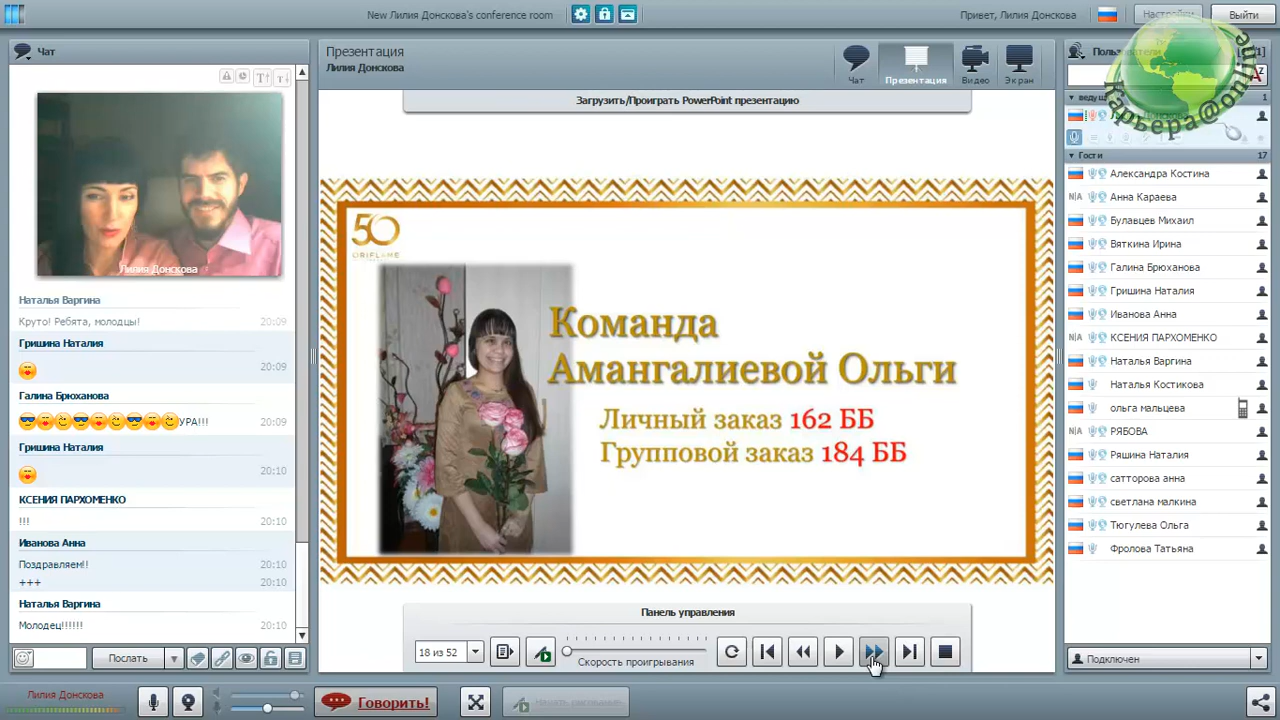 New Лилия Донскова's conference room
Привет, Лилия Донскова
Настройки
Выйти
Чат
Лилия Донскова
Наталья Варгина
Круто! Ребята, молодцы!
20:09
Гришина Наталия
20:09
Галина Брюханова
УРА!!!
20:09
Гришина Наталия
20:10
КСЕНИЯ ПАРХОМЕНКО
!!!
20:10
Иванова Анна
Поздравляем!!
20:10
+++
20:10
Наталья Варгина
Молодец!!!!!!
20:10
Послать
Презентация
Лилия Донскова
Чат
Презентация
Видео
Экран
Загрузить/Проиграть PowerPoint презентацию
50
ORIFLAME
Команда
Амангалиевой Ольги
Личный заказ 162 ББ
Групповой заказ 184 ББ
Панель управления
18 из 52
Скорость проигрывания
карьера@online
Гости
17
Александра Костина
N|A Анна Караева
Булавцев Михаил
Вяткина Ирина
Галина Брюханова
Гришина Наталия
Иванова Анна
N|A КСЕНИЯ ПАРХОМЕНКО
Наталья Варгина
Наталья Костикова
ольга мальцева
N|A РЯБОВА
Ряшина Наталия
сатторова анна
светлана малкина
Тюгулева Ольга
Фролова Татьяна
Подключен
Лилия Донскова
Говорить!
Начать рисование